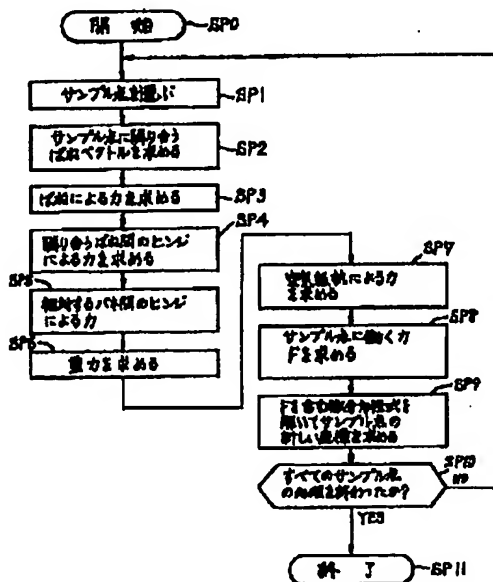 開 始
SP0
サンプル点を選ぶ
SP1
サンプル点に隣り合う
ばねベクトルを求める
SP2
ばねによる力を求める
SP3
隣り合うばね間のヒンジ
による力を求める
SP4
SP5
相対するバネ間のヒンジ
による力
SP6
重力を求める
空気抵抗による力
を求める
SP7
サンプル点に働く力
Fを求める
SP8
Fを含む微分方程式を
解いてサンプル点の
新しい座標を求める
SP9
すべてのサンプル点
の処理を終わったか?
SP10
NO
YES
終 了
SP11